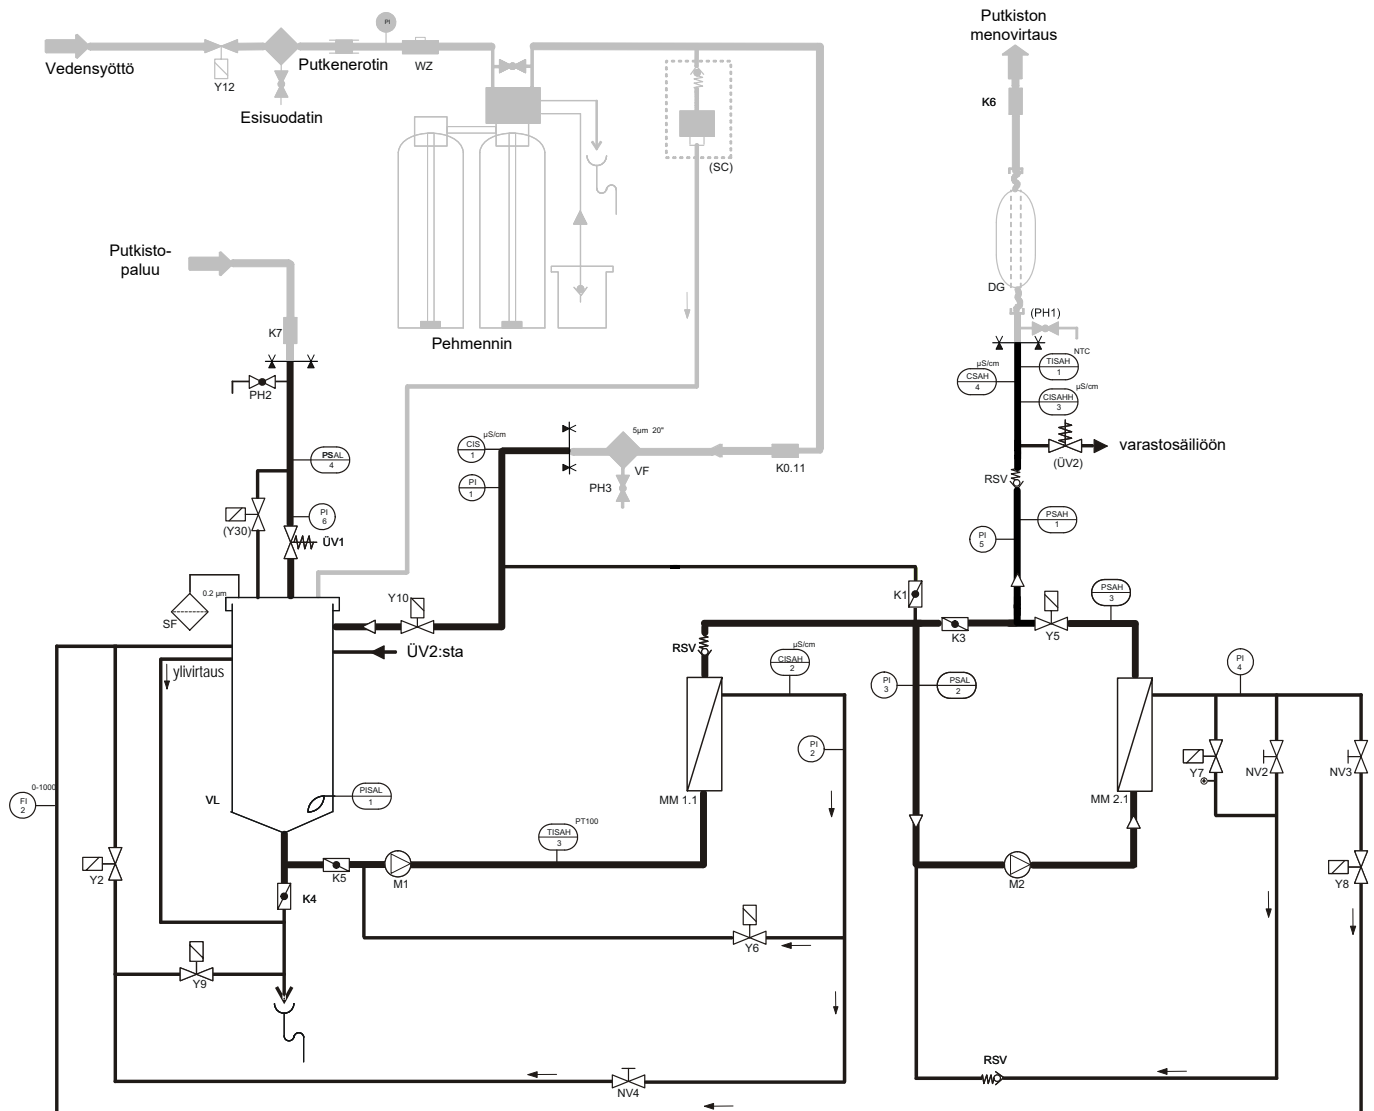 Putkiston
menovirtaus
PI
Vedensyöttö
Putkenerotin
WZ
Y12
Esisuodatin
K6
(SC)
Putkisto-
paluu
DG
(PH1)
K7
Pehmennin
NTC
TISAH
1
µS/cm
CSAH
4
µS/cm
CISAHH
3
PH2
5µm 20"
µS/cm
CIS
1
varastosäiliöön
(ÜV2)
PSAL
4
VF
K0.11
RSV
PI
1
PH3
PI
6
PSAH
1
(Y30)
ÜV1
PI
5
0.2 µm
Y10
K1
PSAH
3
SF
K3
Y5
ÜV2:sta
RSV
µS/cm
CISAH
2
PI
4
ylivirtaus
PI
3
PSAL
2
PI
2
Y7
NV2
NV3
0-1000
FI
2
VL
PISAL
1
MM 1.1
MM 2.1
PT100
TISAH
3
Y2
K5
M1
M2
Y8
K4
Y6
Y9
RSV
NV4